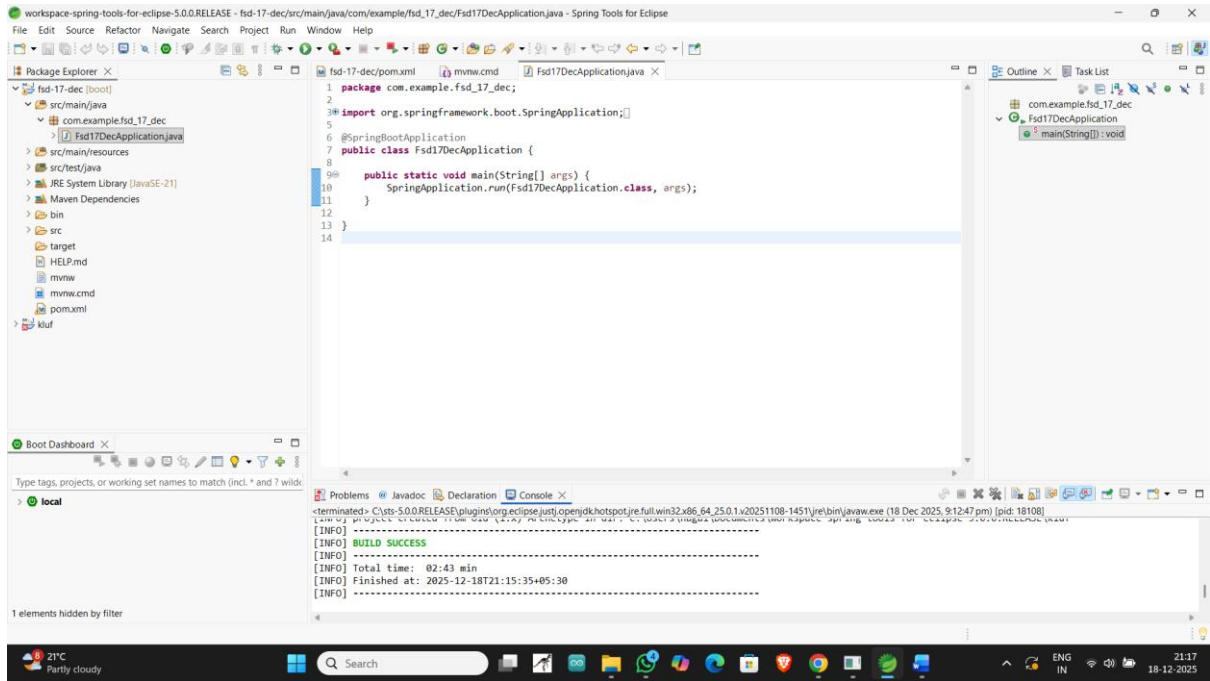 workspace-spring-tools-for-eclipse-5.0.0.RELEASE - fsd-17-dec/src/main/java/com/example/fsd_17_dec/Fsd17DecApplication.java - Spring Tools for Eclipse
File Edit Source Refactor Navigate Search Project Run Window Help
Package Explorer
fsd-17-dec [boot]
src/main/java
com.example.fsd_17_dec
Fsd17DecApplication.java
src/main/resources
src/test/java
JRE System Library [JavaSE-21]
Maven Dependencies
bin
src
target
HELP.md
mvnw
mvnw.cmd
pom.xml
kluf
Boot Dashboard
Type tags, projects, or working set names to match (incl. * and ? wildc
local
1 elements hidden by filter
fsd-17-dec/pom.xml mvnw.cmd Fsd17DecApplication.java
1 package com.example.fsd_17_dec;
2
3 import org.springframework.boot.SpringApplication;
5
6 @SpringBootApplication
7 public class Fsd17DecApplication {
8
9 public static void main(String[] args) {
10 SpringApplication.run(Fsd17DecApplication.class, args);
11 }
12
13 }
14
Outline Task List
com.example.fsd_17_dec
Fsd17DecApplication
main(String[]) : void
Problems Javadoc Declaration Console
<terminated> C:\sts-5.0.0.RELEASE\plugins\org.eclipse.justj.openjdk.hotspot.jre.full.win32.x86_64_25.0.1.v20251108-1451\jre\bin\javaw.exe (18 Dec 2025, 9:12:47 pm) [pid: 18108]
[INFO] ------------------------------------------------------------------------
[INFO] BUILD SUCCESS
[INFO] ------------------------------------------------------------------------
[INFO] Total time: 02:43 min
[INFO] Finished at: 2025-12-18T21:15:35+05:30
[INFO] ------------------------------------------------------------------------
8
21°C
Partly cloudy
Search
4
ENG
IN
21:17
18-12-2025